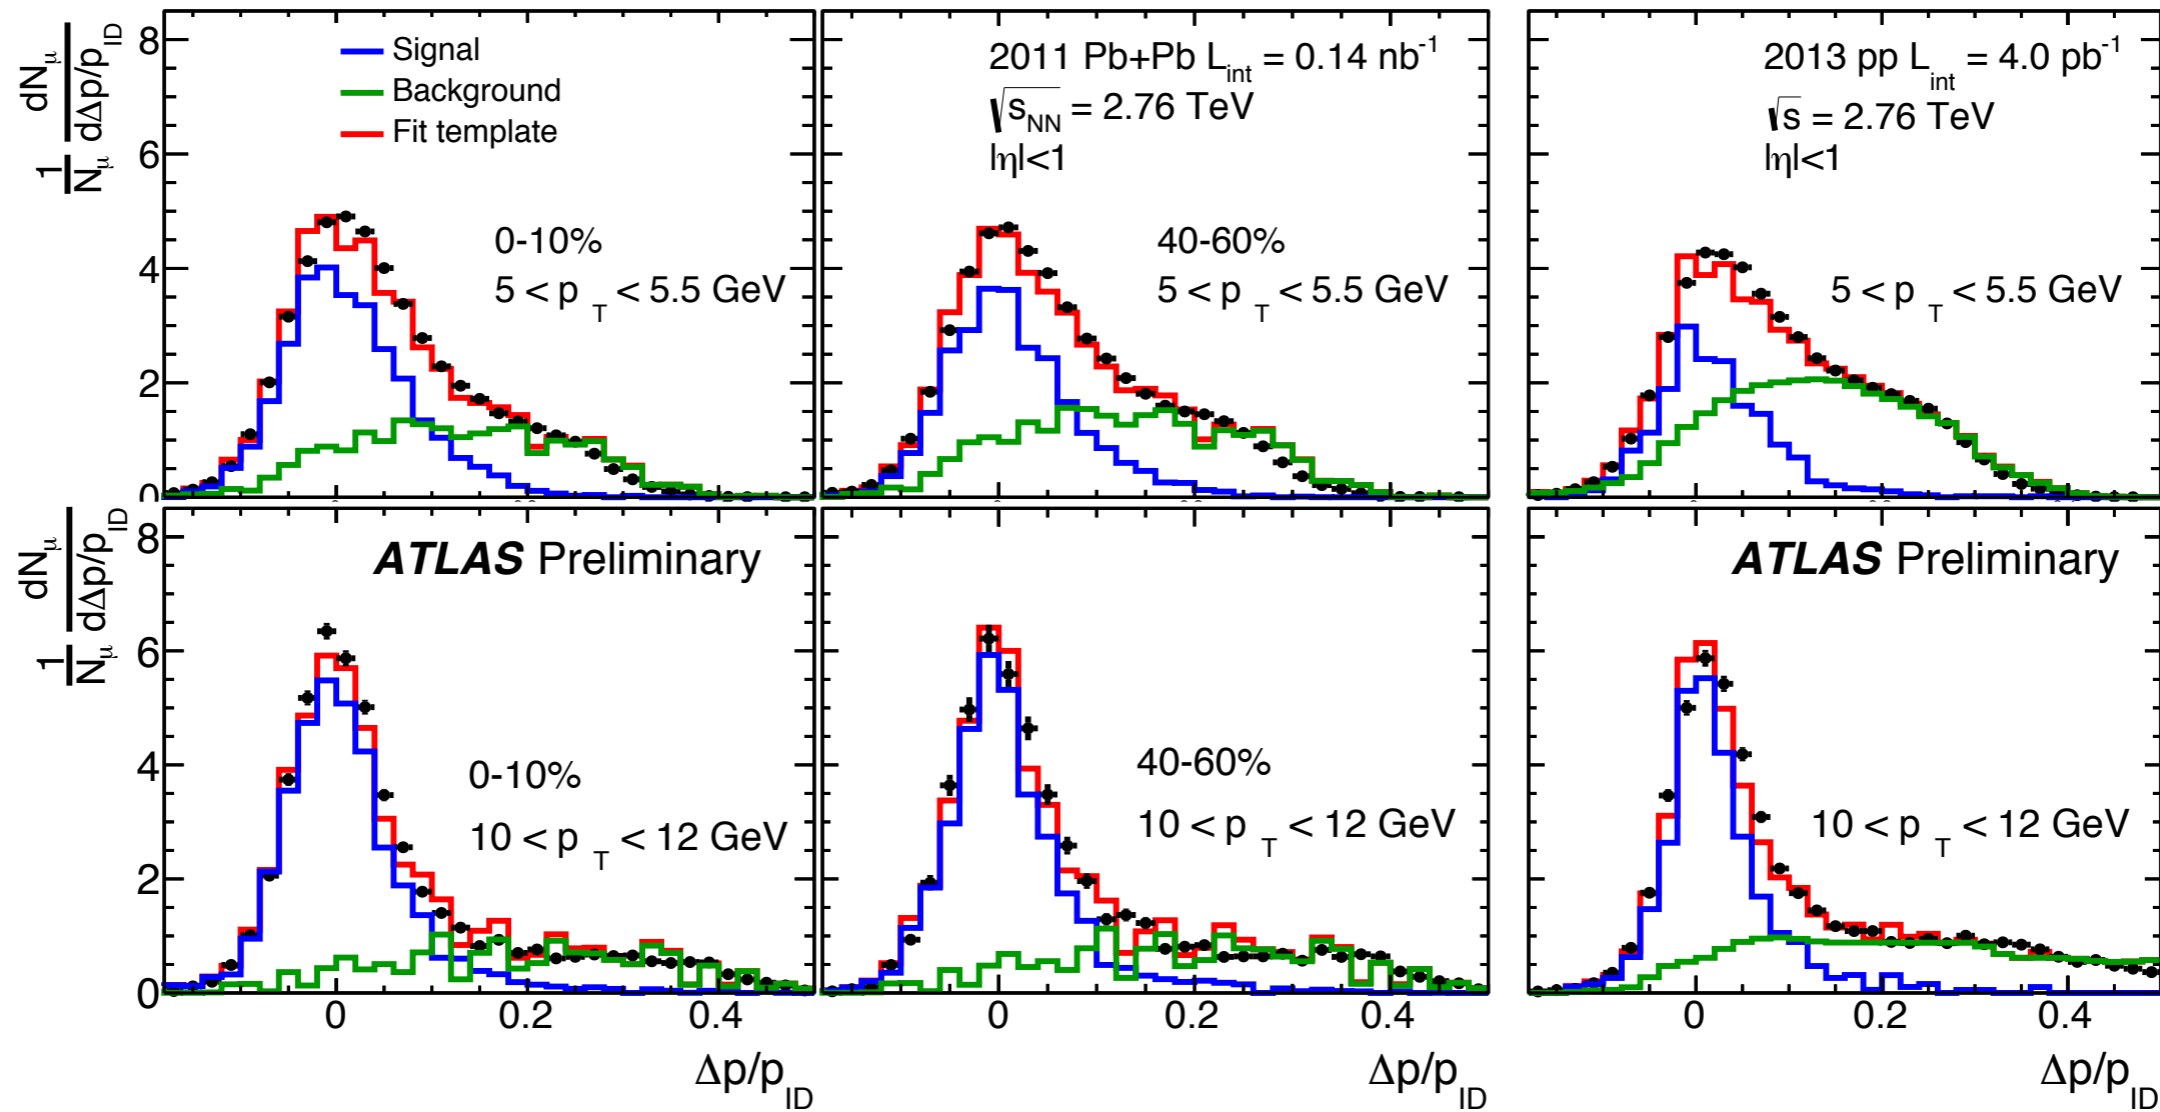 1/N_μ dN_μ/dΔp/p_ID
8
6
4
2
0
Signal
Background
Fit template
0-10%
5 < p_T < 5.5 GeV
2011 Pb+Pb L_int = 0.14 nb⁻¹
√s_NN = 2.76 TeV
|η|<1
40-60%
5 < p_T < 5.5 GeV
2013 pp L_int = 4.0 pb⁻¹
√s = 2.76 TeV
|η|<1
5 < p_T < 5.5 GeV
1/N_μ dN_μ/dΔp/p_ID
8
6
4
2
0
ATLAS Preliminary
0-10%
10 < p_T < 12 GeV
0 0.2 0.4
Δp/p_ID
40-60%
10 < p_T < 12 GeV
0 0.2 0.4
Δp/p_ID
ATLAS Preliminary
10 < p_T < 12 GeV
0 0.2 0.4
Δp/p_ID